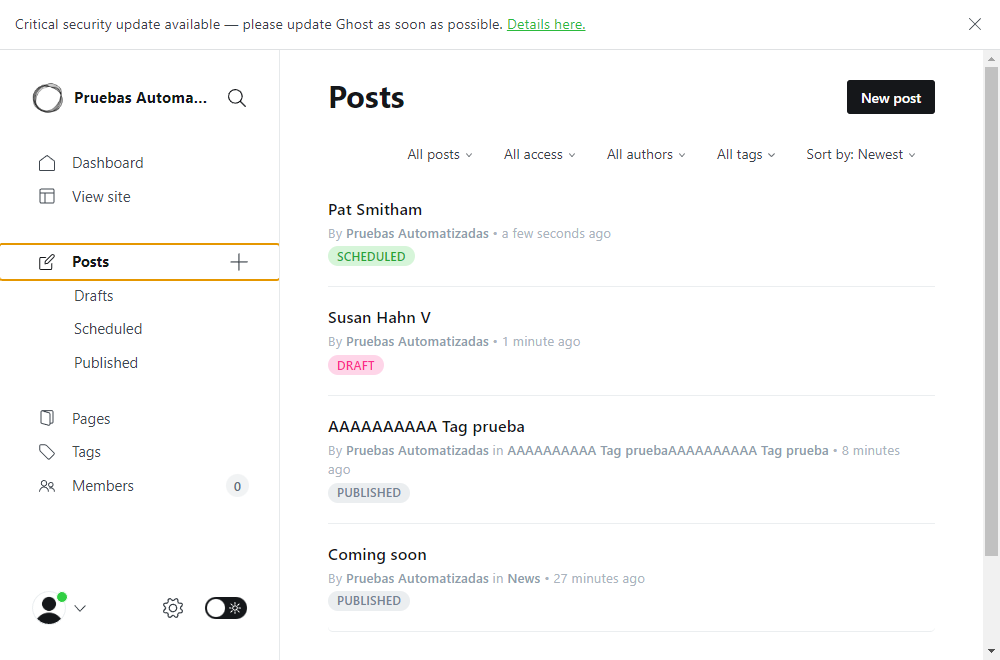 Critical security update available — please update Ghost as soon as possible. Details here.
Pruebas Automa...
Dashboard
View site
Posts
Drafts
Scheduled
Published
Pages
Tags
Members 0
Posts
New post
All posts All access All authors All tags Sort by: Newest
Pat Smitham
By Pruebas Automatizadas • a few seconds ago
SCHEDULED
Susan Hahn V
By Pruebas Automatizadas • 1 minute ago
DRAFT
AAAAAAAAAA Tag prueba
By Pruebas Automatizadas in AAAAAAAAAA Tag pruebaAAAAAAAAAA Tag prueba • 8 minutes
ago
PUBLISHED
Coming soon
By Pruebas Automatizadas in News • 27 minutes ago
PUBLISHED